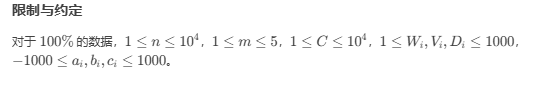 限制与约定
对于 100% 的数据，1 ≤ n ≤ 10⁴，1 ≤ m ≤ 5，1 ≤ C ≤ 10⁴，1 ≤ Wᵢ, Vᵢ, Dᵢ ≤ 1000，
−1000 ≤ aᵢ, bᵢ, cᵢ ≤ 1000。